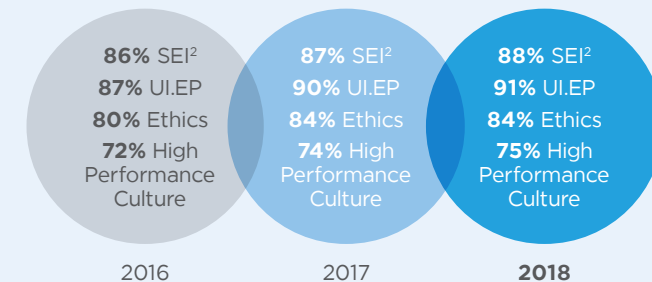 86% SEI²
87% UI.EP
80% Ethics
72% High
Performance
Culture
2016
87% SEI²
90% UI.EP
84% Ethics
74% High
Performance
Culture
2017
88% SEI²
91% UI.EP
84% Ethics
75% High
Performance
Culture
2018